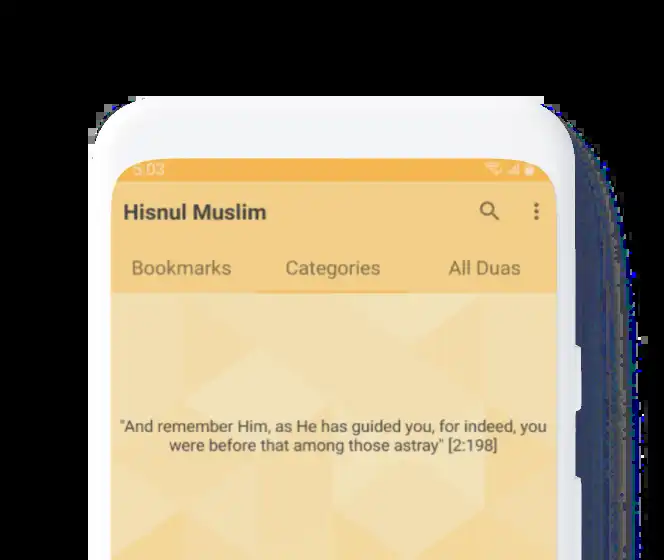 5:03
Hisnul Muslim
Bookmarks Categories All Duas
"And remember Him, as He has guided you, for indeed, you
were before that among those astray" [2:198]